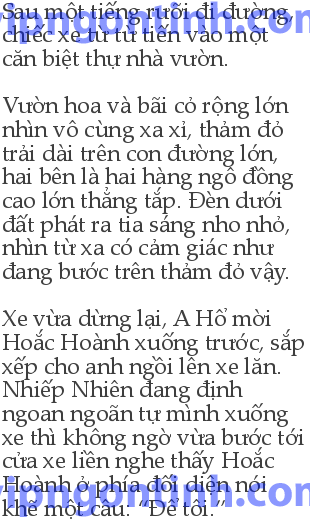 Sau một tiếng rưỡi đi đường,
chiếc xe từ từ tiến vào một
căn biệt thự nhà vườn.
Vườn hoa và bãi cỏ rộng lớn
nhìn vô cùng xa xỉ, thảm đỏ
trải dài trên con đường lớn,
hai bên là hai hàng ngô đồng
cao lớn thẳng tắp. Đèn dưới
đất phát ra tia sáng nho nhỏ,
nhìn từ xa có cảm giác như
đang bước trên thảm đỏ vậy.
Xe vừa dừng lại, A Hổ mời
Hoắc Hoành xuống trước, sắp
xếp cho anh ngồi lên xe lăn.
Nhiếp Nhiên đang định
ngoan ngoãn tự mình xuống
xe thì không ngờ vừa bước tới
cửa xe liền nghe thấy Hoắc
Hoành ở phía đối diện nói
khẽ một câu: “Để tôi.”